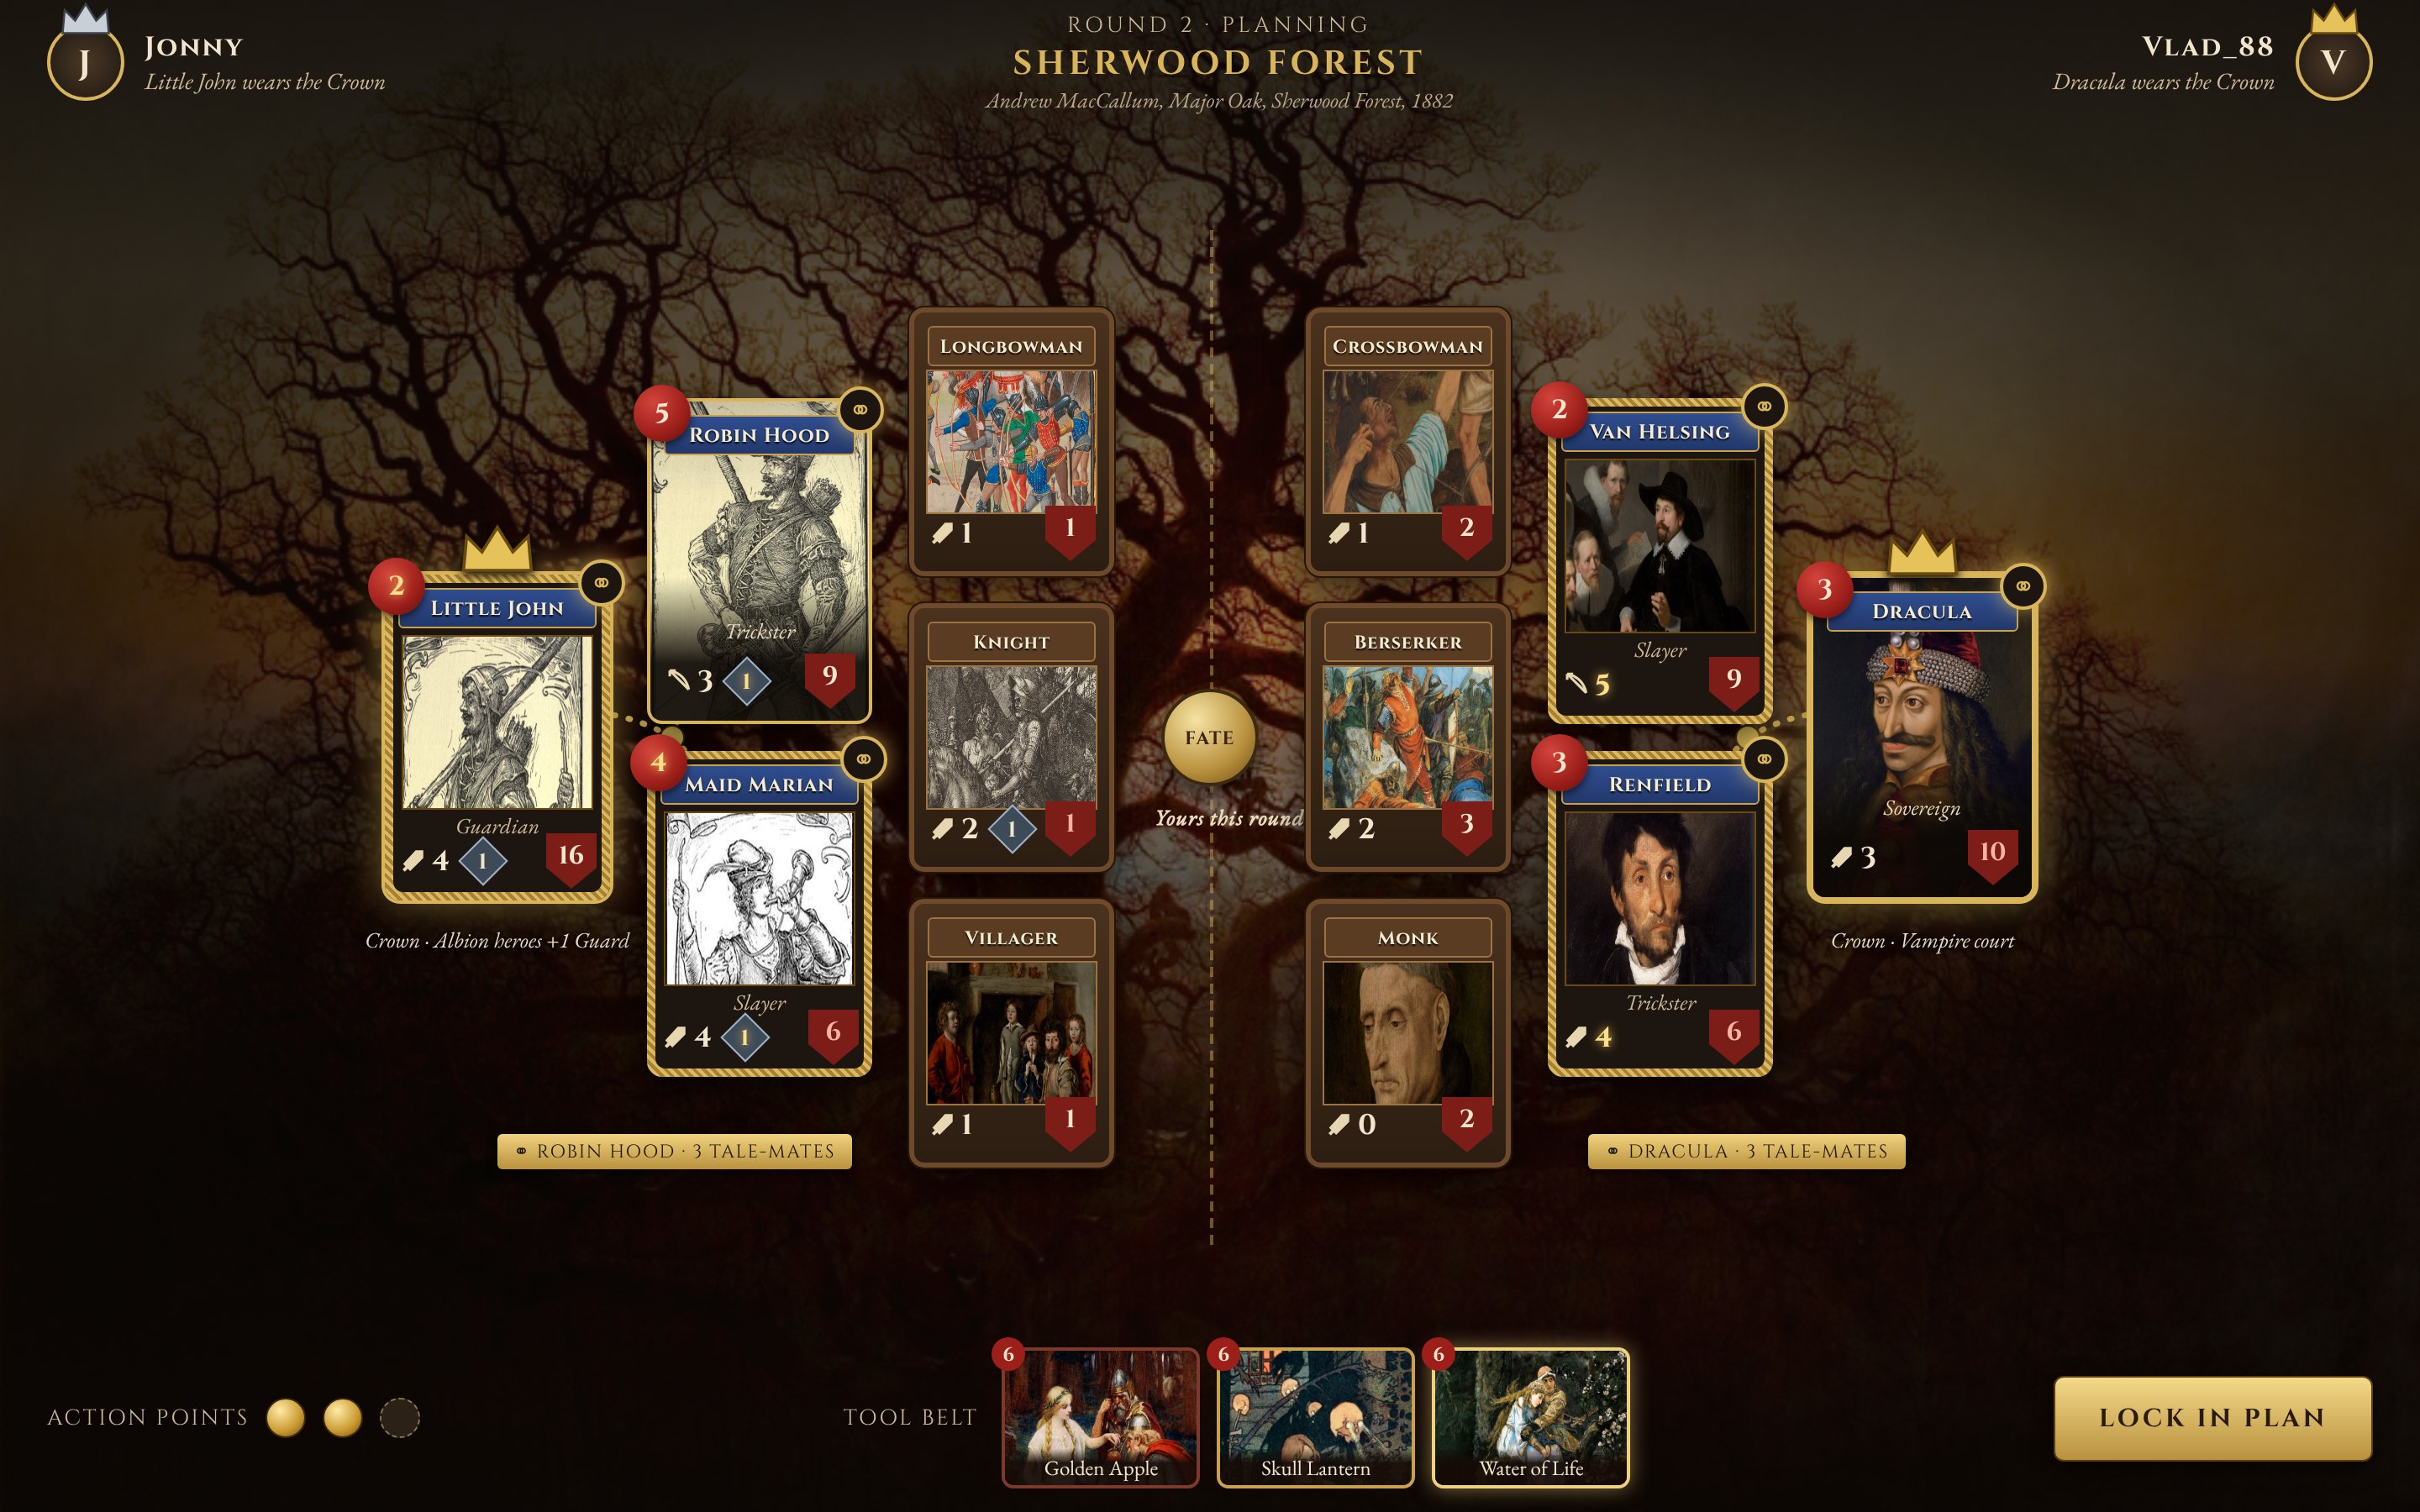 J
JONNY
Little John wears the Crown
ROUND 2 · PLANNING
SHERWOOD FOREST
Andrew MacCallum, Major Oak, Sherwood Forest, 1882
VLAD_88
Dracula wears the Crown
V
2
LITTLE JOHN
Guardian
4
1
16
Crown · Albion heroes +1 Guard
5
ROBIN HOOD
Trickster
3
1
9
4
MAID MARIAN
Slayer
4
1
6
LONGBOWMAN
1
1
KNIGHT
2
1
1
VILLAGER
1
1
FATE
Yours this round
CROSSBOWMAN
1
2
BERSERKER
2
3
MONK
0
2
2
VAN HELSING
Slayer
5
9
3
RENFIELD
Trickster
4
6
3
DRACULA
Sovereign
3
10
Crown · Vampire court
ROBIN HOOD · 3 TALE-MATES
DRACULA · 3 TALE-MATES
ACTION POINTS
TOOL BELT
6
Golden Apple
6
Skull Lantern
6
Water of Life
LOCK IN PLAN